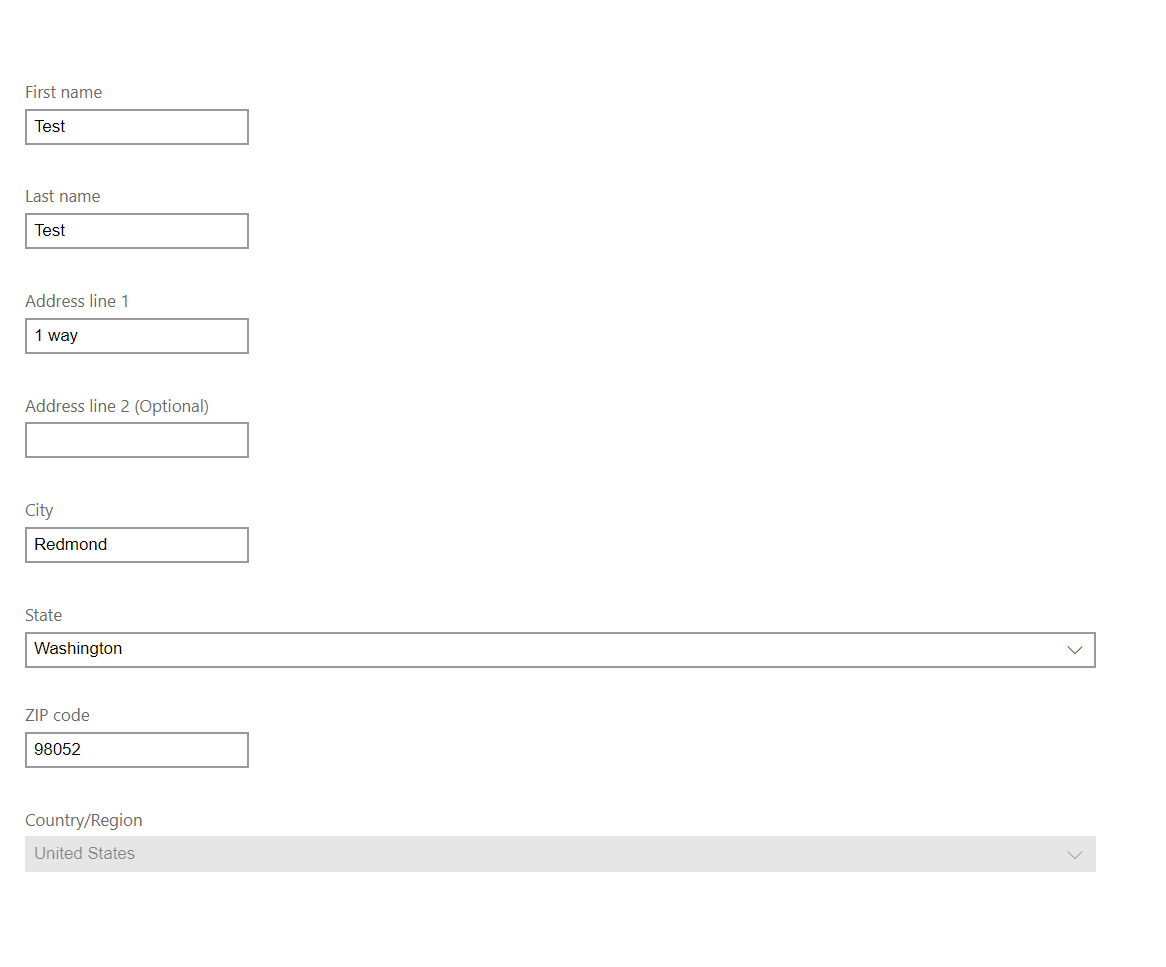 First name
Test
Last name
Test
Address line 1
1 way
Address line 2 (Optional)
City
Redmond
State
Washington
ZIP code
98052
Country/Region
United States